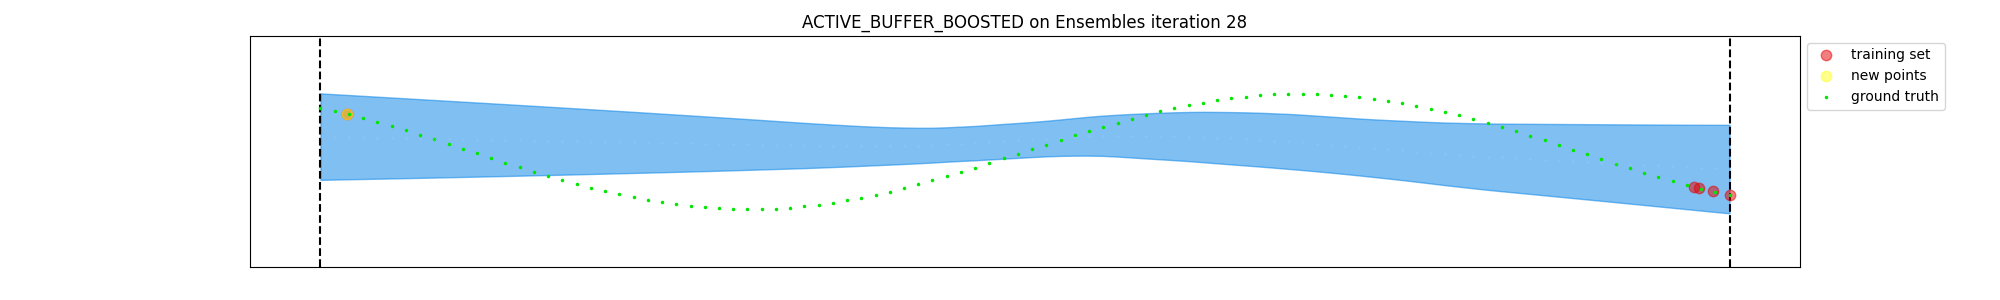 ACTIVE_BUFFER_BOOSTED on Ensembles iteration 28
training set
new points
ground truth